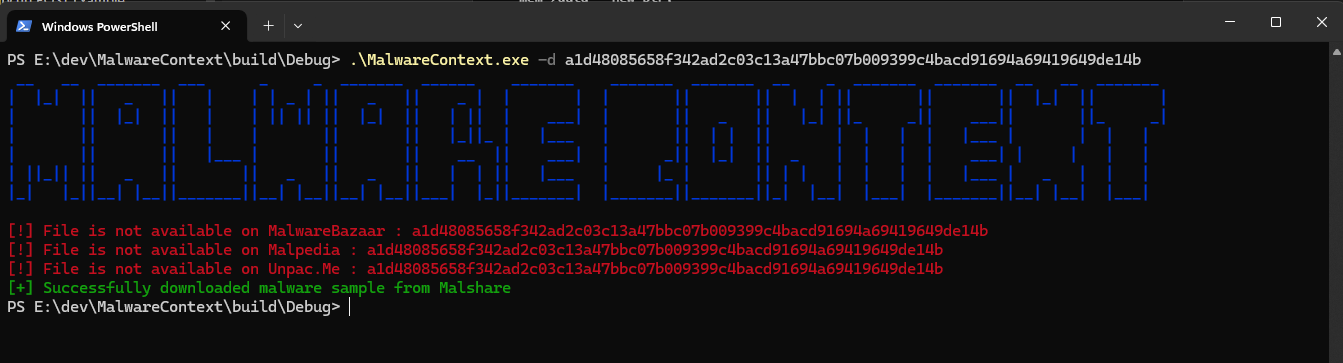 Windows PowerShell
PS E:\dev\MalwareContext\build\Debug> .\MalwareContext.exe -d a1d48085658f342ad2c03c13a47bbc07b009399c4bacd91694a69419649de14b
MALWARE CONTEXT
[!] File is not available on MalwareBazaar : a1d48085658f342ad2c03c13a47bbc07b009399c4bacd91694a69419649de14b
[!] File is not available on Malpedia : a1d48085658f342ad2c03c13a47bbc07b009399c4bacd91694a69419649de14b
[!] File is not available on Unpac.Me : a1d48085658f342ad2c03c13a47bbc07b009399c4bacd91694a69419649de14b
[+] Successfully downloaded malware sample from Malshare
PS E:\dev\MalwareContext\build\Debug>